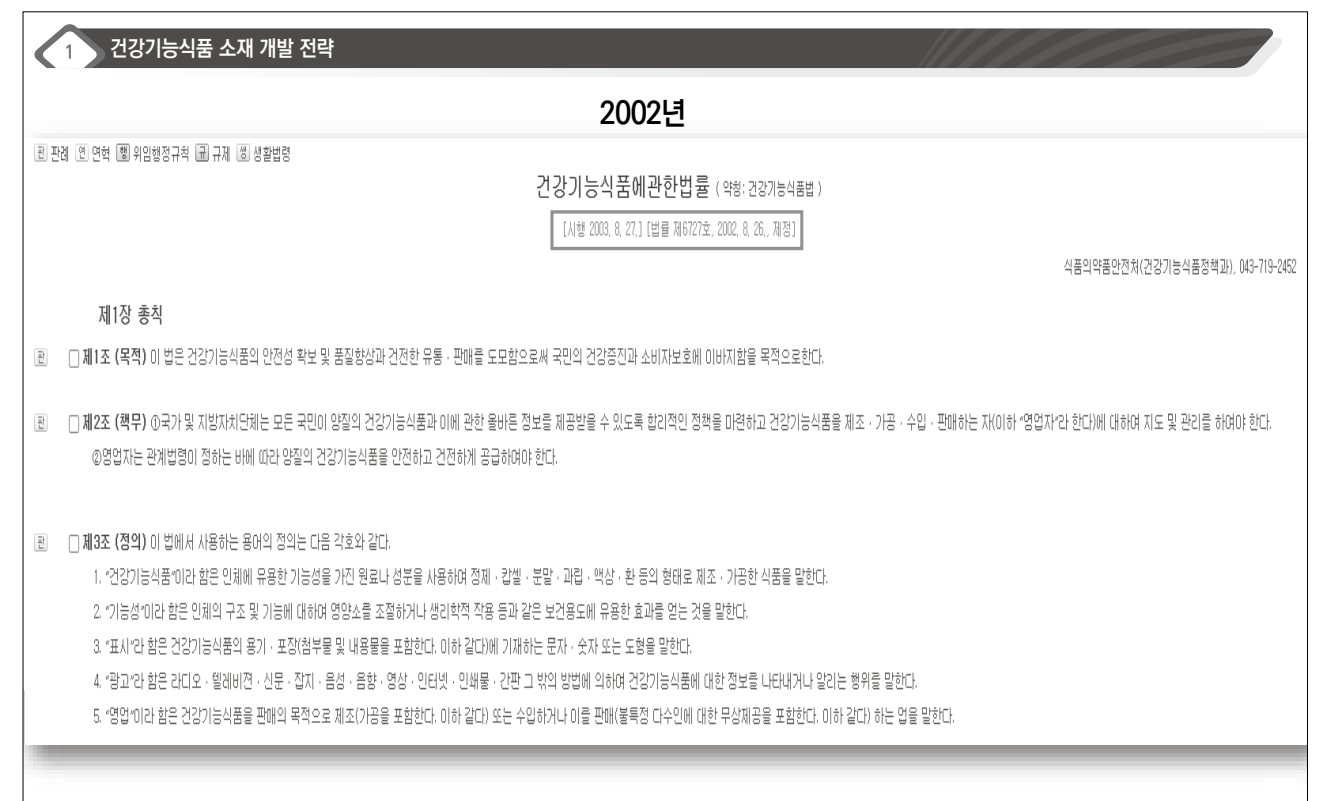 1 건강기능식품 소재 개발 전략
2002년
판 판례 연 연혁 행 위임행정규칙 규 규제 생 생활법령
건강기능식품에관한법률 ( 약칭: 건강기능식품법 )
[시행 2003. 8. 27.] [법률 제6727호, 2002. 8. 26., 제정]
식품의약품안전처(건강기능식품정책과), 043-719-2452
제1장 총칙
판 제1조 (목적) 이 법은 건강기능식품의 안전성 확보 및 품질향상과 건전한 유통ㆍ판매를 도모함으로써 국민의 건강증진과 소비자보호에 이바지함을 목적으로한다.
판 제2조 (책무) ①국가 및 지방자치단체는 모든 국민이 양질의 건강기능식품과 이에 관한 올바른 정보를 제공받을 수 있도록 합리적인 정책을 마련하고 건강기능식품을 제조ㆍ가공ㆍ수입ㆍ판매하는 자(이하 "영업자"라 한다)에 대하여 지도 및 관리를 하여야 한다.
②영업자는 관계법령이 정하는 바에 따라 양질의 건강기능식품을 안전하고 건전하게 공급하여야 한다.
판 제3조 (정의) 이 법에서 사용하는 용어의 정의는 다음 각호와 같다.
1. "건강기능식품"이라 함은 인체에 유용한 기능성을 가진 원료나 성분을 사용하여 정제ㆍ캅셀ㆍ분말ㆍ과립ㆍ액상ㆍ환 등의 형태로 제조ㆍ가공한 식품을 말한다.
2. "기능성"이라 함은 인체의 구조 및 기능에 대하여 영양소를 조절하거나 생리학적 작용 등과 같은 보건용도에 유용한 효과를 얻는 것을 말한다.
3. "표시"라 함은 건강기능식품의 용기ㆍ포장(첨부물 및 내용물을 포함한다. 이하 같다)에 기재하는 문자ㆍ숫자 또는 도형을 말한다.
4. "광고"라 함은 라디오ㆍ텔레비젼ㆍ신문ㆍ잡지ㆍ음성ㆍ음향ㆍ영상ㆍ인터넷ㆍ인쇄물ㆍ간판 그 밖의 방법에 의하여 건강기능식품에 대한 정보를 나타내거나 알리는 행위를 말한다.
5. "영업"이라 함은 건강기능식품을 판매의 목적으로 제조(가공을 포함한다. 이하 같다) 또는 수입하거나 이를 판매(불특정 다수인에 대한 무상제공을 포함한다. 이하 같다) 하는 업을 말한다.